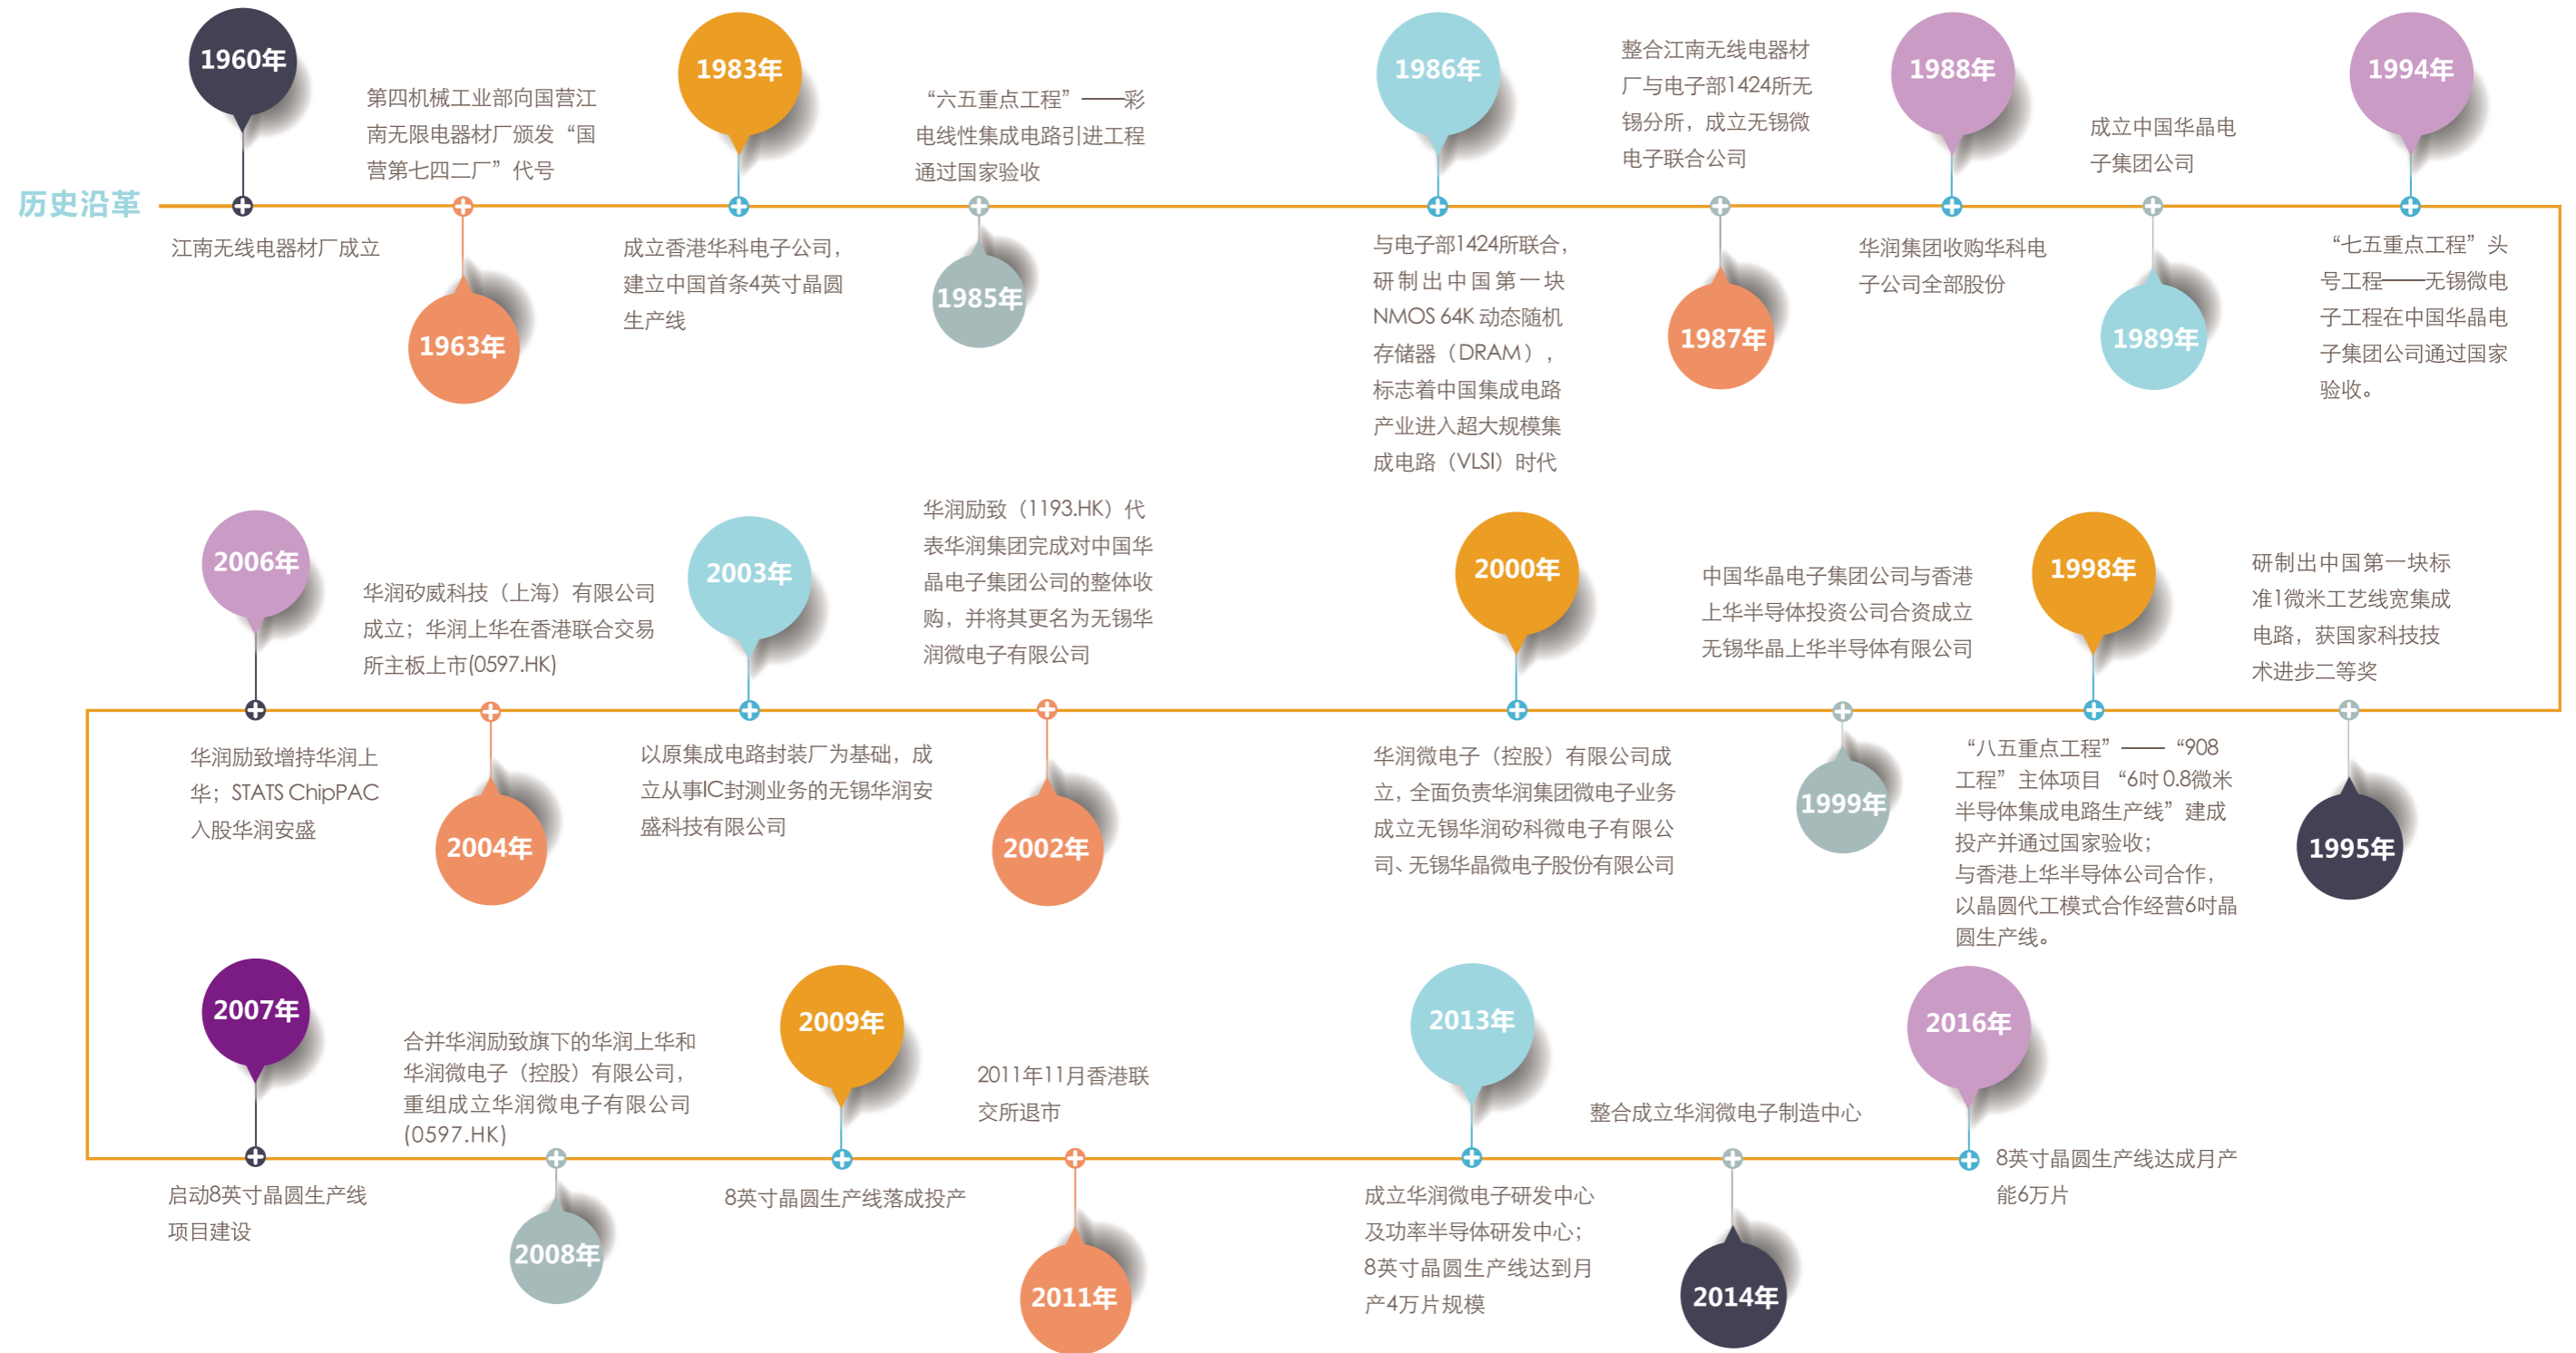 历史沿革
1960年
江南无线电器材厂成立
第四机械工业部向国营江
南无限电器材厂颁发“国
营第七四二厂”代号
1963年
1983年
成立香港华科电子公司，
建立中国首条4英寸晶圆
生产线
“六五重点工程”——彩
电线性集成电路引进工程
通过国家验收
1985年
1986年
与电子部1424所联合，
研制出中国第一块
NMOS 64K 动态随机
存储器（DRAM），
标志着中国集成电路
产业进入超大规模集
成电路（VLSI）时代
整合江南无线电器材
厂与电子部1424所无
锡分所，成立无锡微
电子联合公司
1987年
1988年
华润集团收购华科电
子公司全部股份
成立中国华晶电
子集团公司
1989年
1994年
“七五重点工程”头
号工程——无锡微电
子工程在中国华晶电
子集团公司通过国家
验收。
研制出中国第一块标
准1微米工艺线宽集成
电路，获国家科技技
术进步二等奖
1995年
1998年
“八五重点工程”——“908
工程”主体项目 “6吋 0.8微米
半导体集成电路生产线”建成
投产并通过国家验收；
与香港上华半导体公司合作，
以晶圆代工模式合作经营6吋晶
圆生产线。
中国华晶电子集团公司与香港
上华半导体投资公司合资成立
无锡华晶上华半导体有限公司
1999年
2000年
华润微电子（控股）有限公司成
立，全面负责华润集团微电子业务
成立无锡华润矽科微电子有限公
司、无锡华晶微电子股份有限公司
华润励致（1193.HK）代
表华润集团完成对中国华
晶电子集团公司的整体收
购，并将其更名为无锡华
润微电子有限公司
2002年
2003年
以原集成电路封装厂为基础，成
立从事IC封测业务的无锡华润安
盛科技有限公司
华润矽威科技（上海）有限公司
成立；华润上华在香港联合交易
所主板上市(0597.HK)
2004年
2006年
华润励致增持华润上
华；STATS ChipPAC
入股华润安盛
2007年
启动8英寸晶圆生产线
项目建设
合并华润励致旗下的华润上华和
华润微电子（控股）有限公司，
重组成立华润微电子有限公司
(0597.HK)
2008年
2009年
8英寸晶圆生产线落成投产
2011年11月香港联
交所退市
2011年
2013年
成立华润微电子研发中心
及功率半导体研发中心；
8英寸晶圆生产线达到月
产4万片规模
整合成立华润微电子制造中心
2014年
2016年
8英寸晶圆生产线达成月产
能6万片